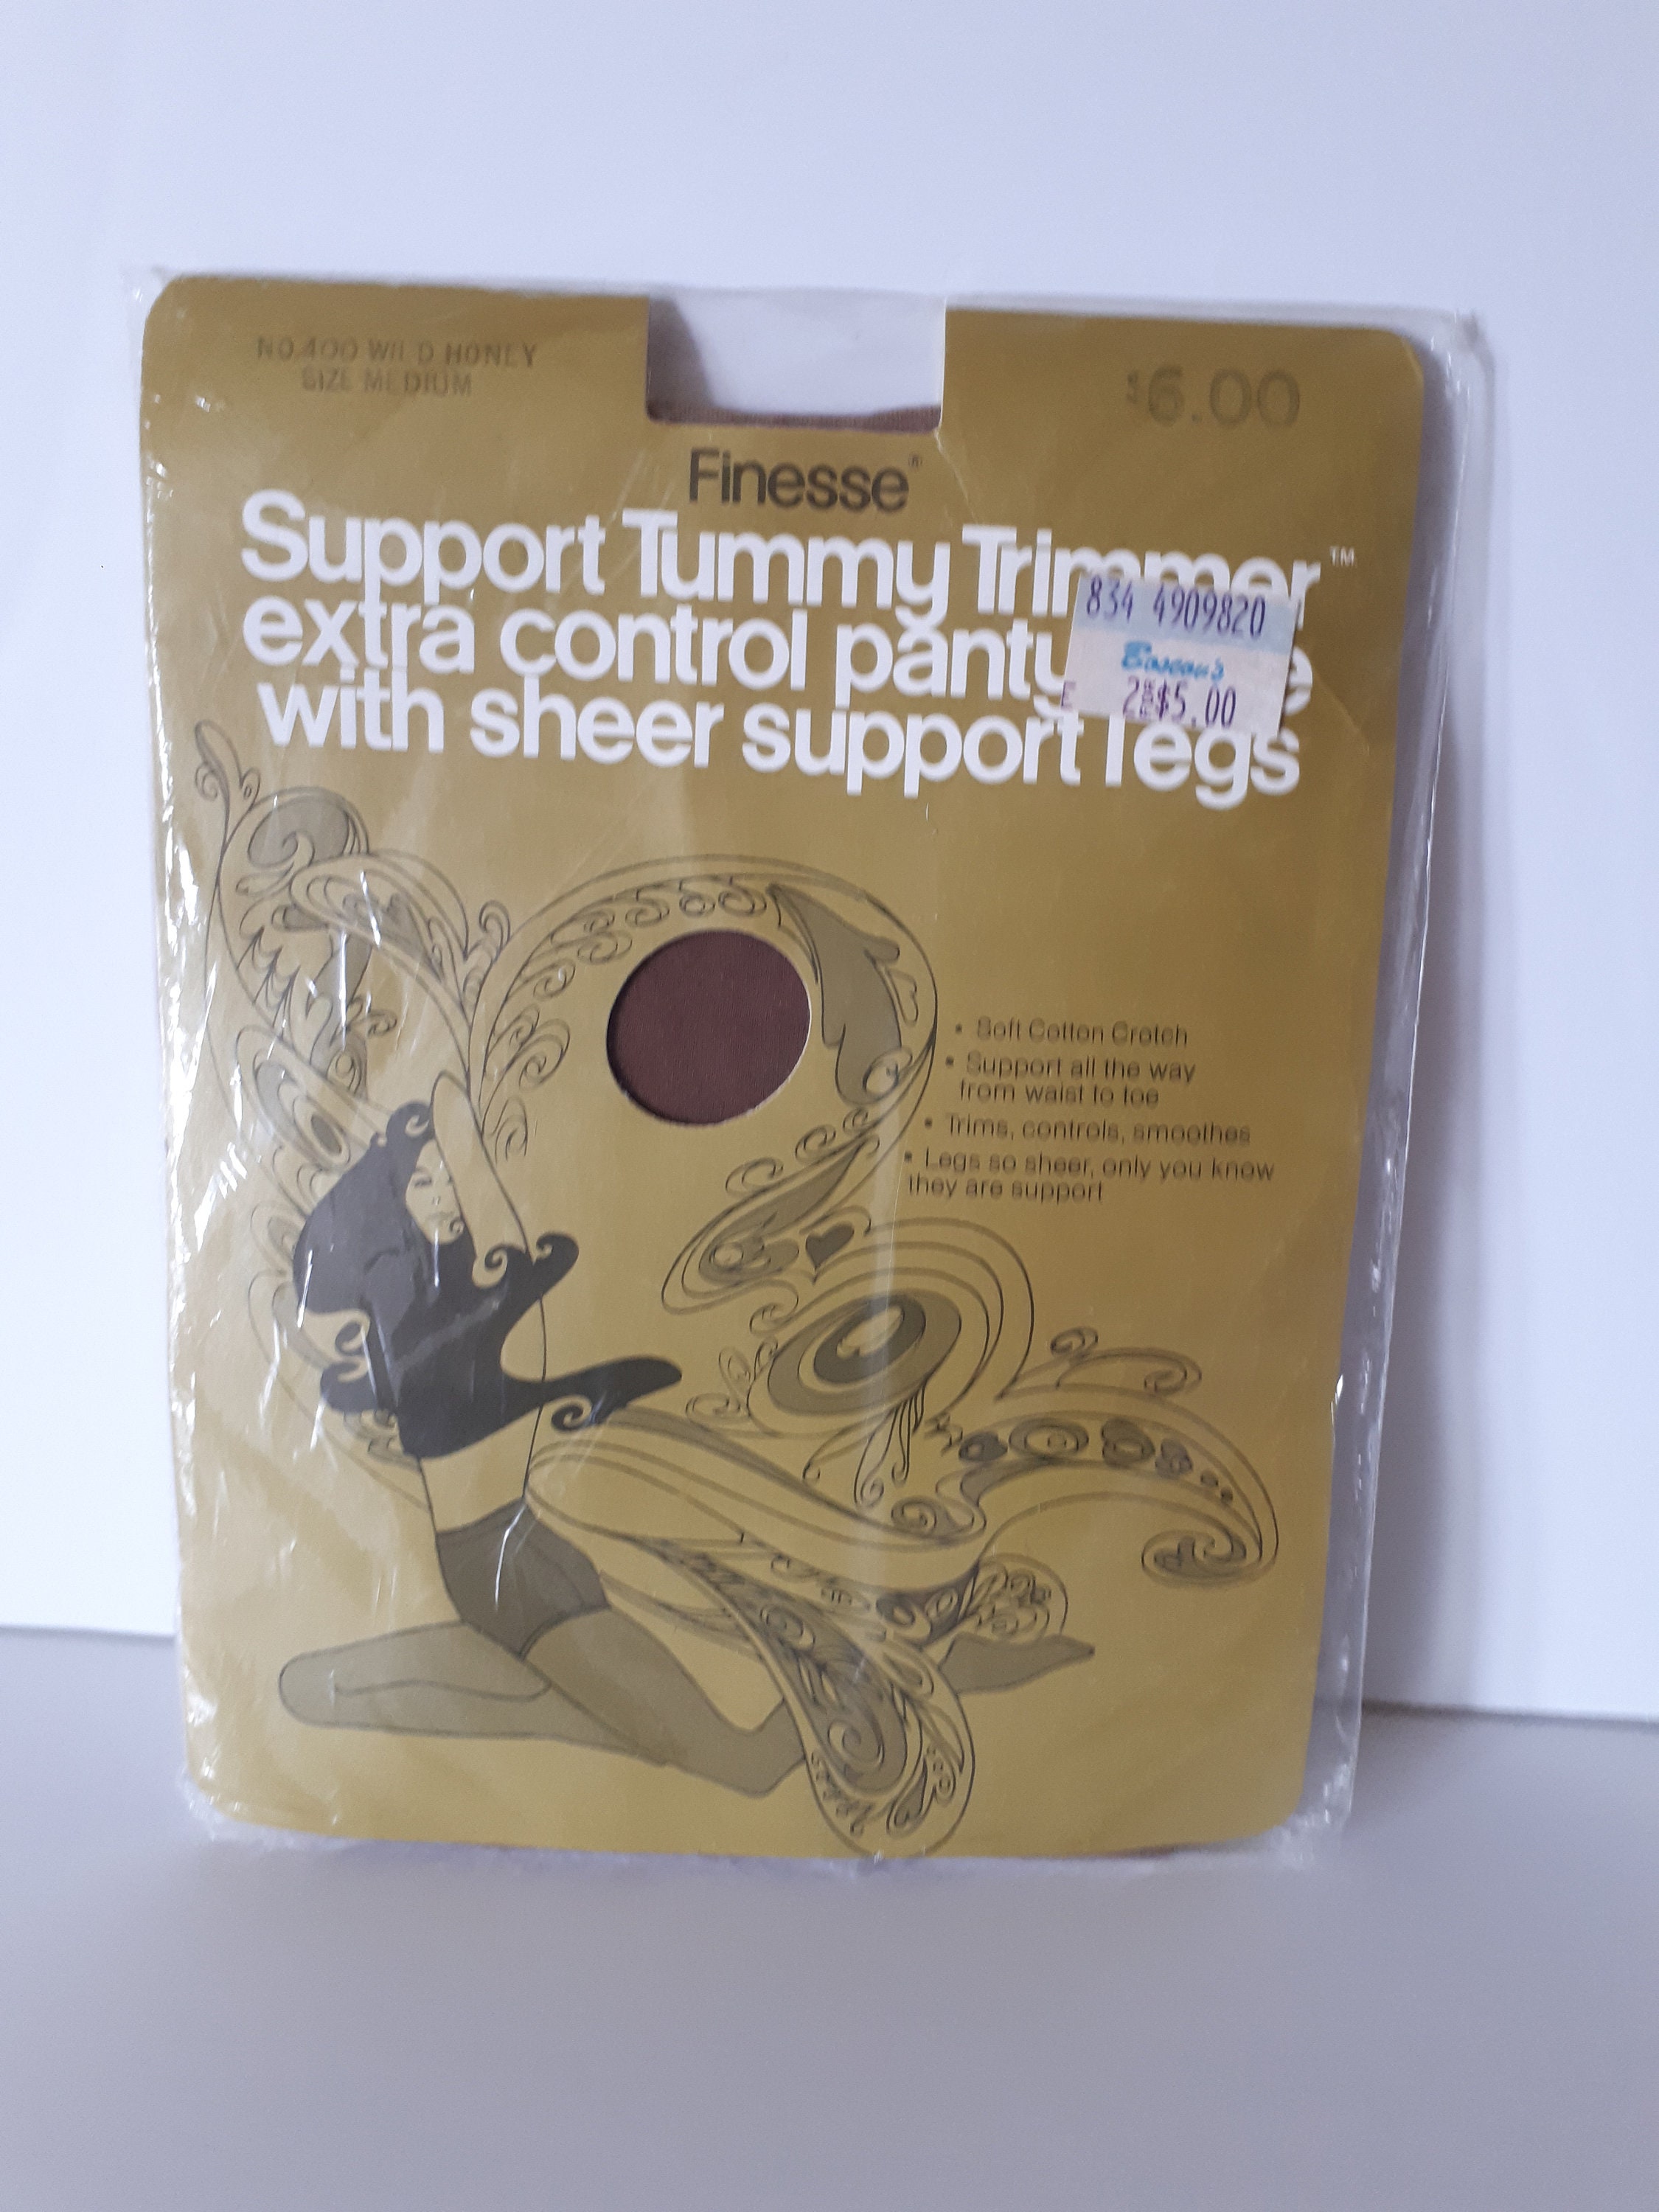 NO.400 WILD HONEY
SIZE MEDIUM
$6.00
Finesse®
Support Tummy Trimmer™
extra control panty
with sheer support legs
834 4909820
Boscov's
E 2 $5.00
• Soft Cotton Crotch
• Support all the way
from waist to toe
• Trims, controls, smoothes
• Legs so sheer, only you know
they are support